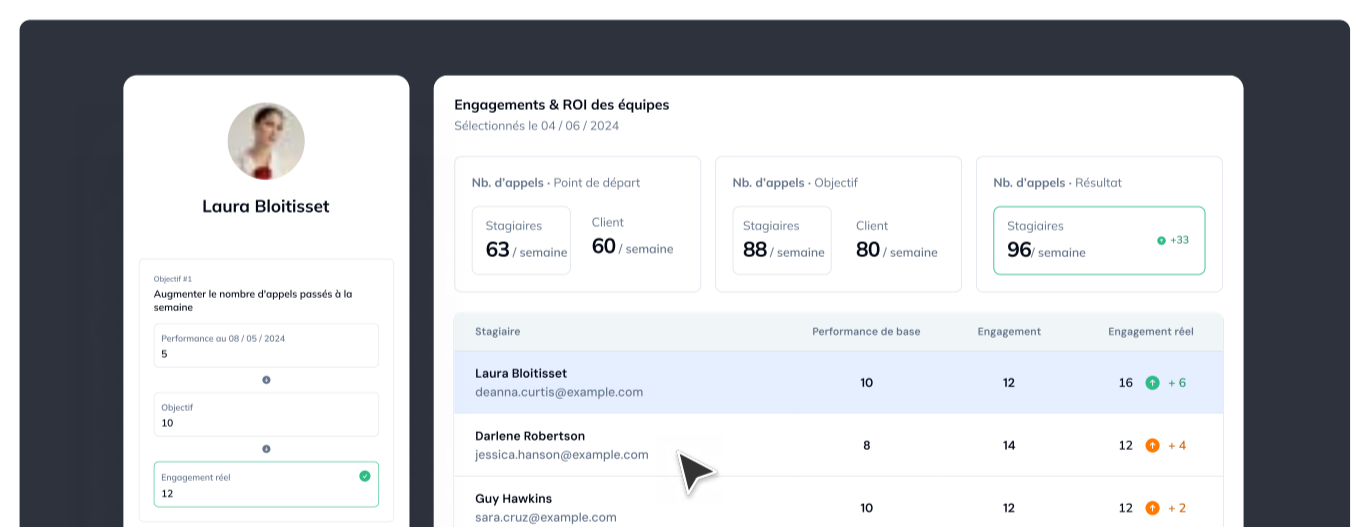 Laura Bloitisset
Objectif #1
Augmenter le nombre d'appels passés à la
semaine
Performance au 08 / 05 / 2024
5
Objectif
10
Engagement réel
12
Engagements & ROI des équipes
Sélectionnés le 04 / 06 / 2024
Nb. d'appels · Point de départ
Stagiaires
63 / semaine
Client
60 / semaine
Nb. d'appels · Objectif
Stagiaires
88 / semaine
Client
80 / semaine
Nb. d'appels · Résultat
Stagiaires
96/ semaine
+33
Stagiaire Performance de base Engagement Engagement réel
Laura Bloitisset
deanna.curtis@example.com
10 12 16 + 6
Darlene Robertson
jessica.hanson@example.com
8 14 12 + 4
Guy Hawkins
sara.cruz@example.com
10 12 12 + 2